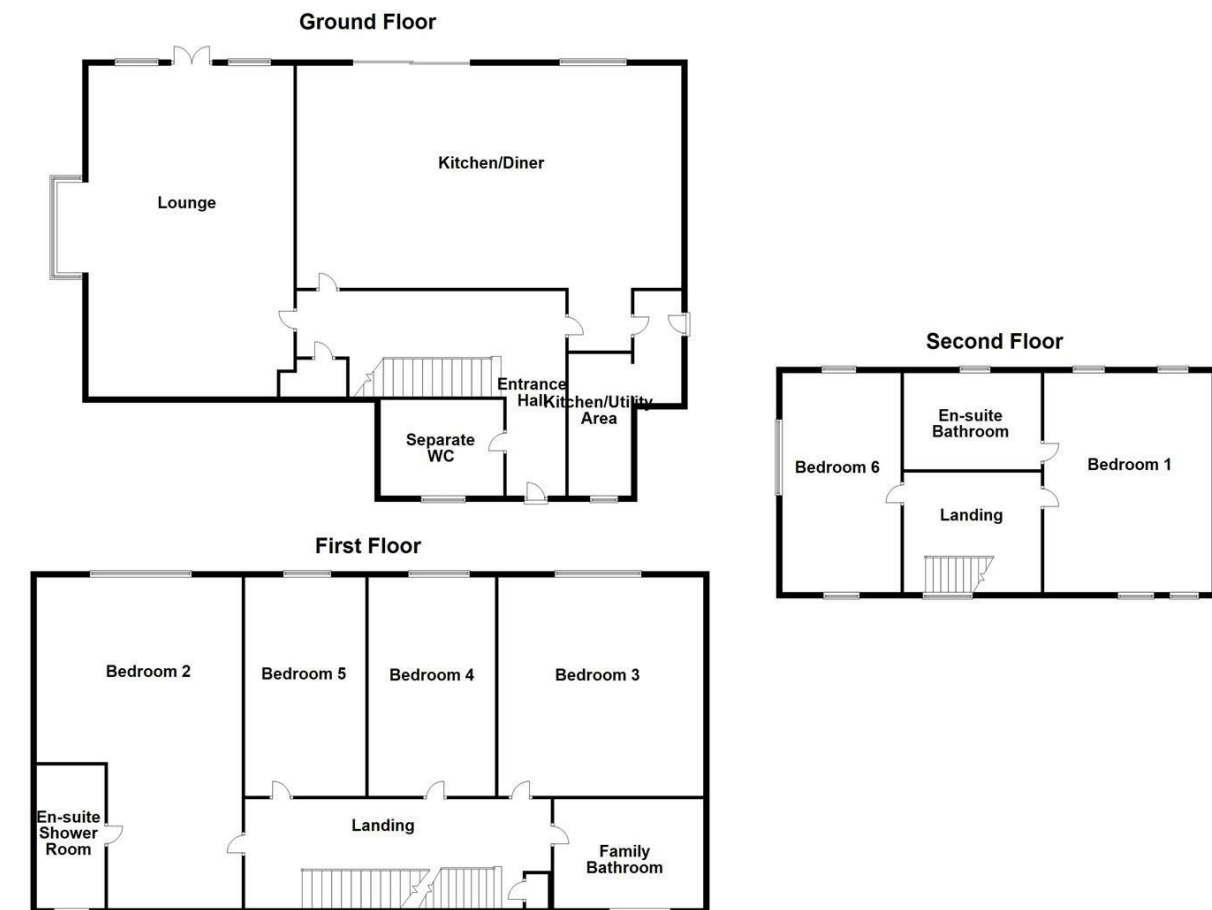 Ground Floor
Kitchen/Diner
Lounge
Entrance
Hall
Kitchen/Utility
Area
Separate
WC
Second Floor
En-suite
Bathroom
Bedroom 6
Bedroom 1
Landing
First Floor
Bedroom 2
Bedroom 5
Bedroom 4
Bedroom 3
En-suite
Shower
Room
Landing
Family
Bathroom